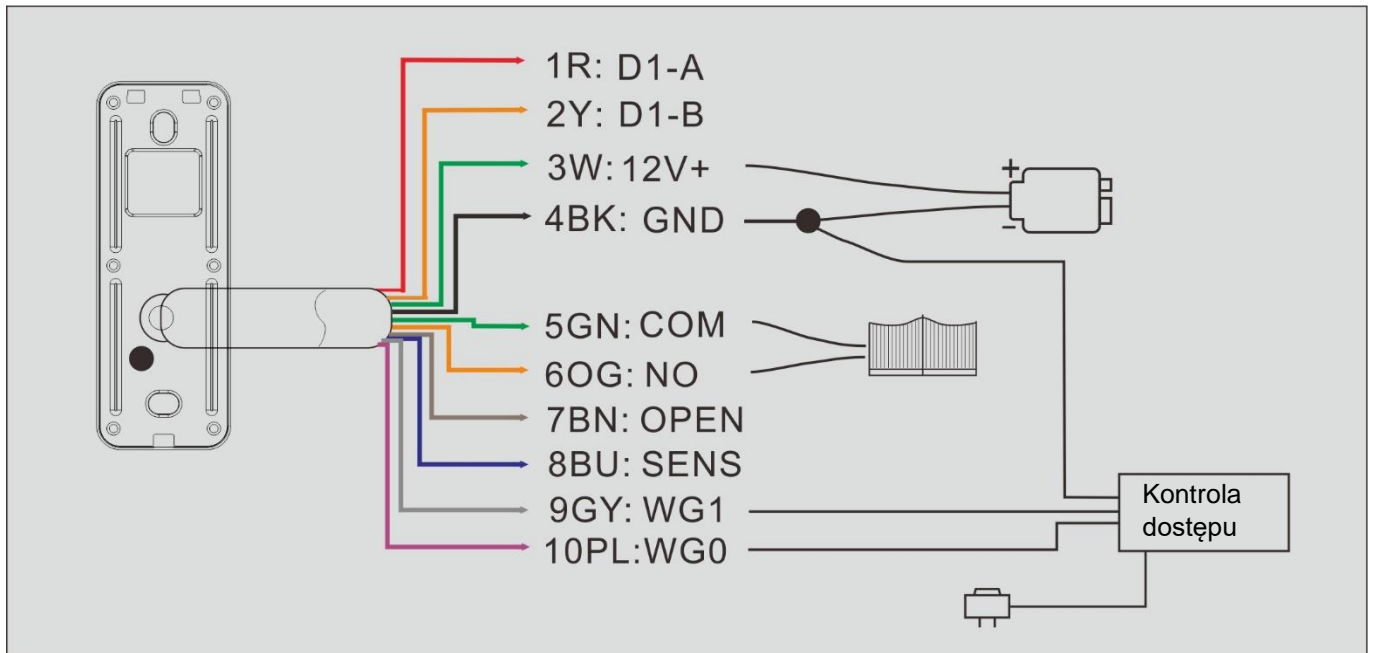 1R: D1-A
2Y: D1-B
3W: 12V+
4BK: GND
+
−
5GN: COM
6OG: NO
7BN: OPEN
8BU: SENS
9GY: WG1
10PL:WG0
Kontrola
dostępu